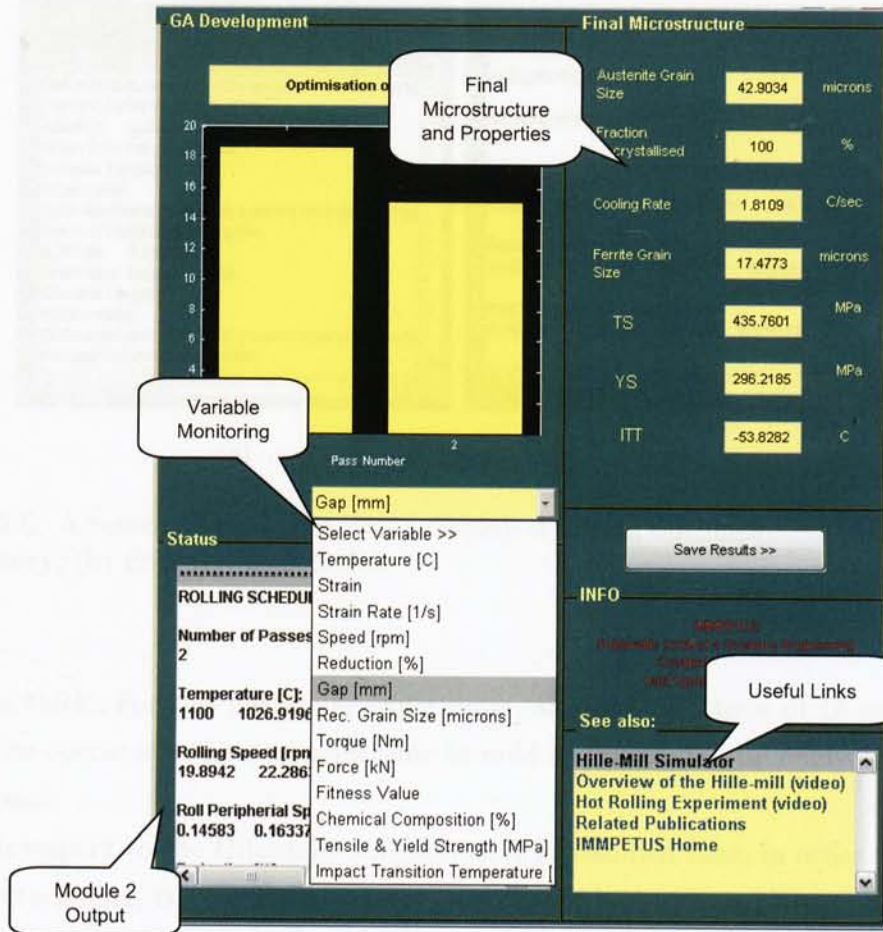 GA Development
Optimisation o
20
18
16
14
12
10
8
6
4
2
Pass Number
Gap [mm]
Select Variable >>
Temperature [C]
Strain
Strain Rate [1/s]
Speed [rpm]
Reduction [%]
Gap [mm]
Rec. Grain Size [microns]
Torque [Nm]
Force [kN]
Fitness Value
Chemical Composition [%]
Tensile & Yield Strength [MPa]
Impact Transition Temperature [
Variable
Monitoring
Status
ROLLING SCHEDU
Number of Passes
2
Temperature [C]:
1100 1026.9196
Rolling Speed [rpn
19.8942 22.286
Roll Peripherial Sp
0.14583 0.16337
Module 2
Output
Final Microstructure
Final
Microstructure
and Properties
Austenite Grain
Size
42.9034 microns
Fraction
crystallised
100 %
Cooling Rate 1.8109 C/sec
Ferrite Grain
Size
17.4773 microns
TS 435.7601 MPa
YS 296.2185 MPa
ITT -53.8282 C
Save Results >>
INFO
Useful Links
See also:
Hille-Mill Simulator
Overview of the Hille-mill (video)
Hot Rolling Experiment (video)
Related Publications
IMMPETUS Home